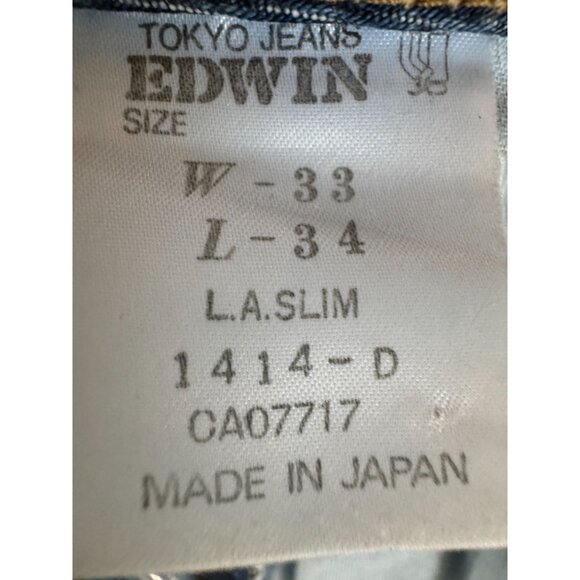 TOKYO JEANS
EDWIN
SIZE
W - 33
L - 34
L.A.SLIM
1414-D
CA07717
MADE IN JAPAN